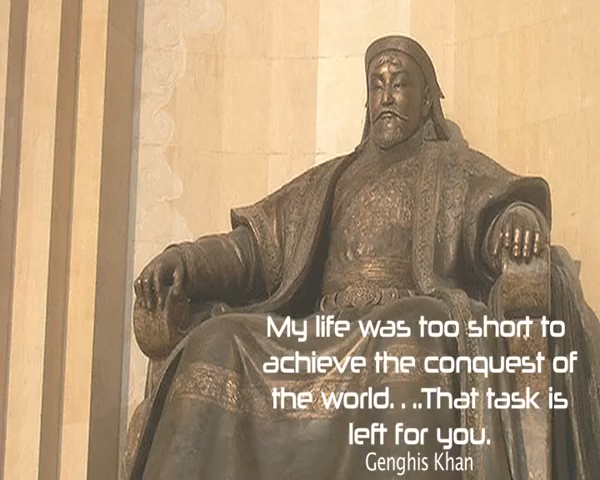 My life was too short to
achieve the conquest of
the world. . ..That task is
left for you.
Genghis Khan